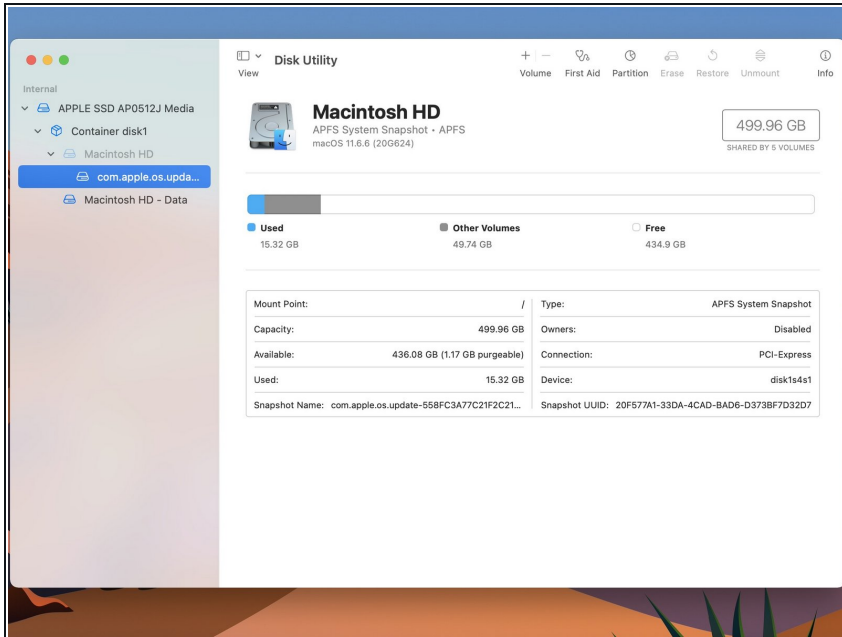 Disk Utility
View
Volume First Aid Partition Erase Restore Unmount Info
Internal
APPLE SSD AP0512J Media
Container disk1
Macintosh HD
com.apple.os.upda...
Macintosh HD - Data
Macintosh HD
APFS System Snapshot • APFS
macOS 11.6.6 (20G624)
499.96 GB
SHARED BY 5 VOLUMES
Used
15.32 GB
Other Volumes
49.74 GB
Free
434.9 GB
Mount Point: /
Capacity: 499.96 GB
Available: 436.08 GB (1.17 GB purgeable)
Used: 15.32 GB
Snapshot Name: com.apple.os.update-558FC3A77C21F2C21...
Type: APFS System Snapshot
Owners: Disabled
Connection: PCI-Express
Device: disk1s4s1
Snapshot UUID: 20F577A1-33DA-4CAD-BAD6-D373BF7D32D7